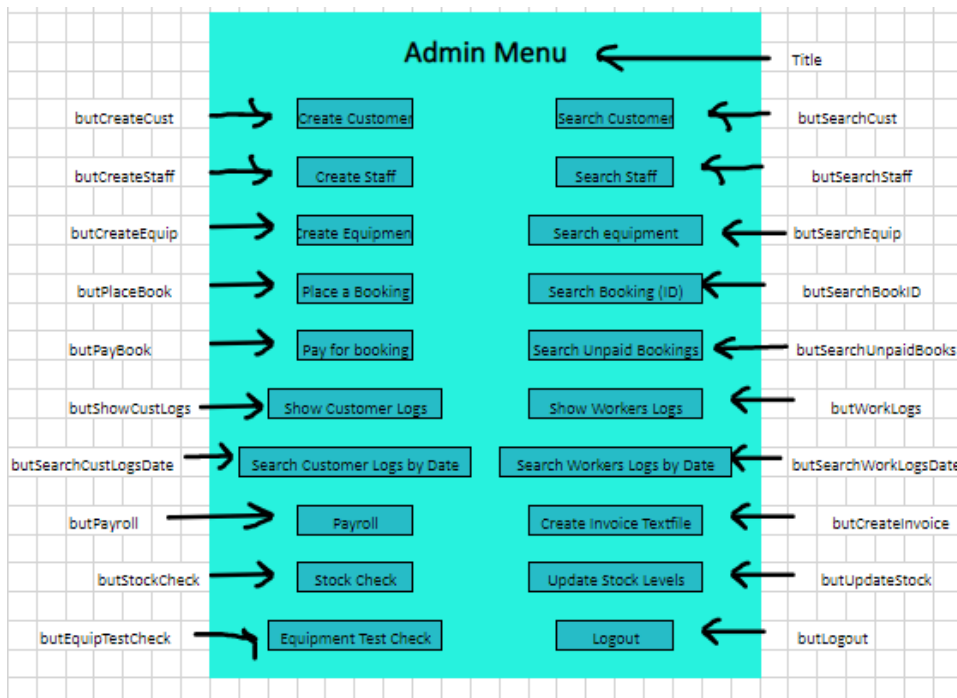 Admin Menu Title
butCreateCust Create Customer Search Customer butSearchCust
butCreateStaff Create Staff Search Staff butSearchStaff
butCreateEquip Create Equipment Search equipment butSearchEquip
butPlaceBook Place a Booking Search Booking (ID) butSearchBookID
butPayBook Pay for booking Search Unpaid Bookings butSearchUnpaidBooks
butShowCustLogs Show Customer Logs Show Workers Logs butWorkLogs
butSearchCustLogsDate Search Customer Logs by Date Search Workers Logs by Date butSearchWorkLogsDate
butPayroll Payroll Create Invoice Textfile butCreateInvoice
butStockCheck Stock Check Update Stock Levels butUpdateStock
butEquipTestCheck Equipment Test Check Logout butLogout